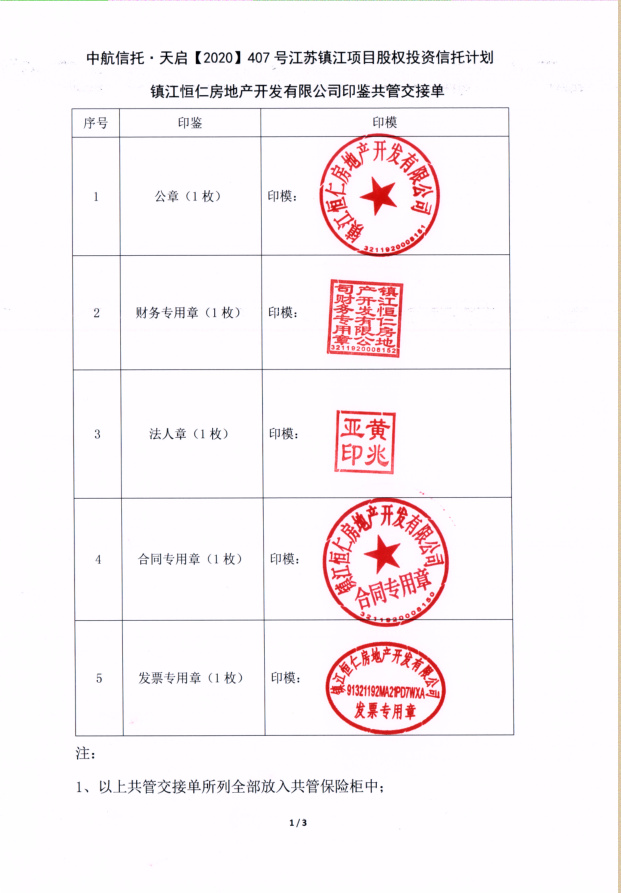 中航信托·天启【2020】407 号江苏镇江项目股权投资信托计划
镇江恒仁房地产开发有限公司印鉴共管交接单
序号 印鉴 印模
1 公章（1 枚） 印模：
镇江恒仁房地产开发有限公司
3211920008161
2 财务专用章（1 枚） 印模：
镇江恒仁房地
产开发有限公
司财务专用章
3211920008162
3 法人章（1 枚） 印模：
黄兆
亚印
4 合同专用章（1 枚） 印模：
镇江恒仁房地产开发有限公司
合同专用章
3211920008160
5 发票专用章（1 枚） 印模：
镇江恒仁房地产开发有限公司
91321192MA21PD7WXA
发票专用章
注：
1、以上共管交接单所列全部放入共管保险柜中；
1 / 3